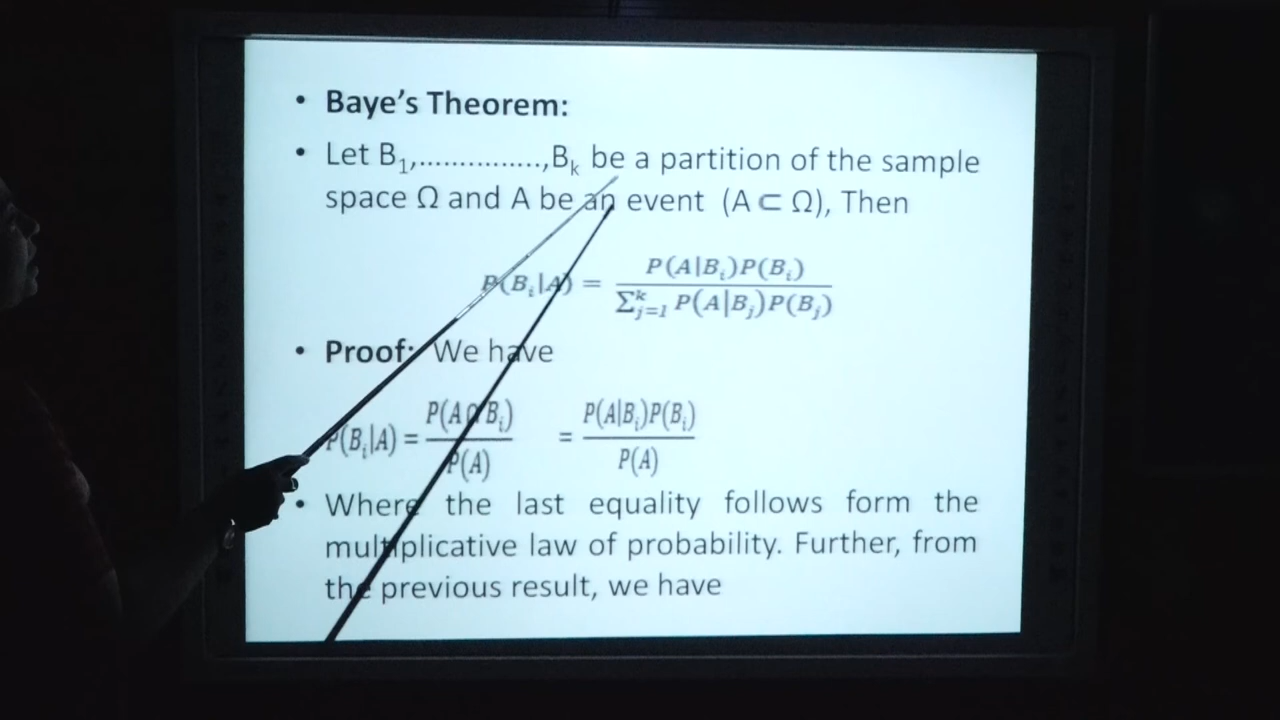 • Baye's Theorem:
• Let B₁,...............,Bₖ be a partition of the sample
space Ω and A be an event (A ⊂ Ω), Then
P(Bᵢ|A) = P(A|Bᵢ)P(Bᵢ) / Σᵏⱼ₌₁ P(A|Bⱼ)P(Bⱼ)
• Proof: We have
P(Bᵢ|A) = P(A∩Bᵢ) / P(A) = P(A|Bᵢ)P(Bᵢ) / P(A)
• Where the last equality follows form the
multiplicative law of probability. Further, from
the previous result, we have